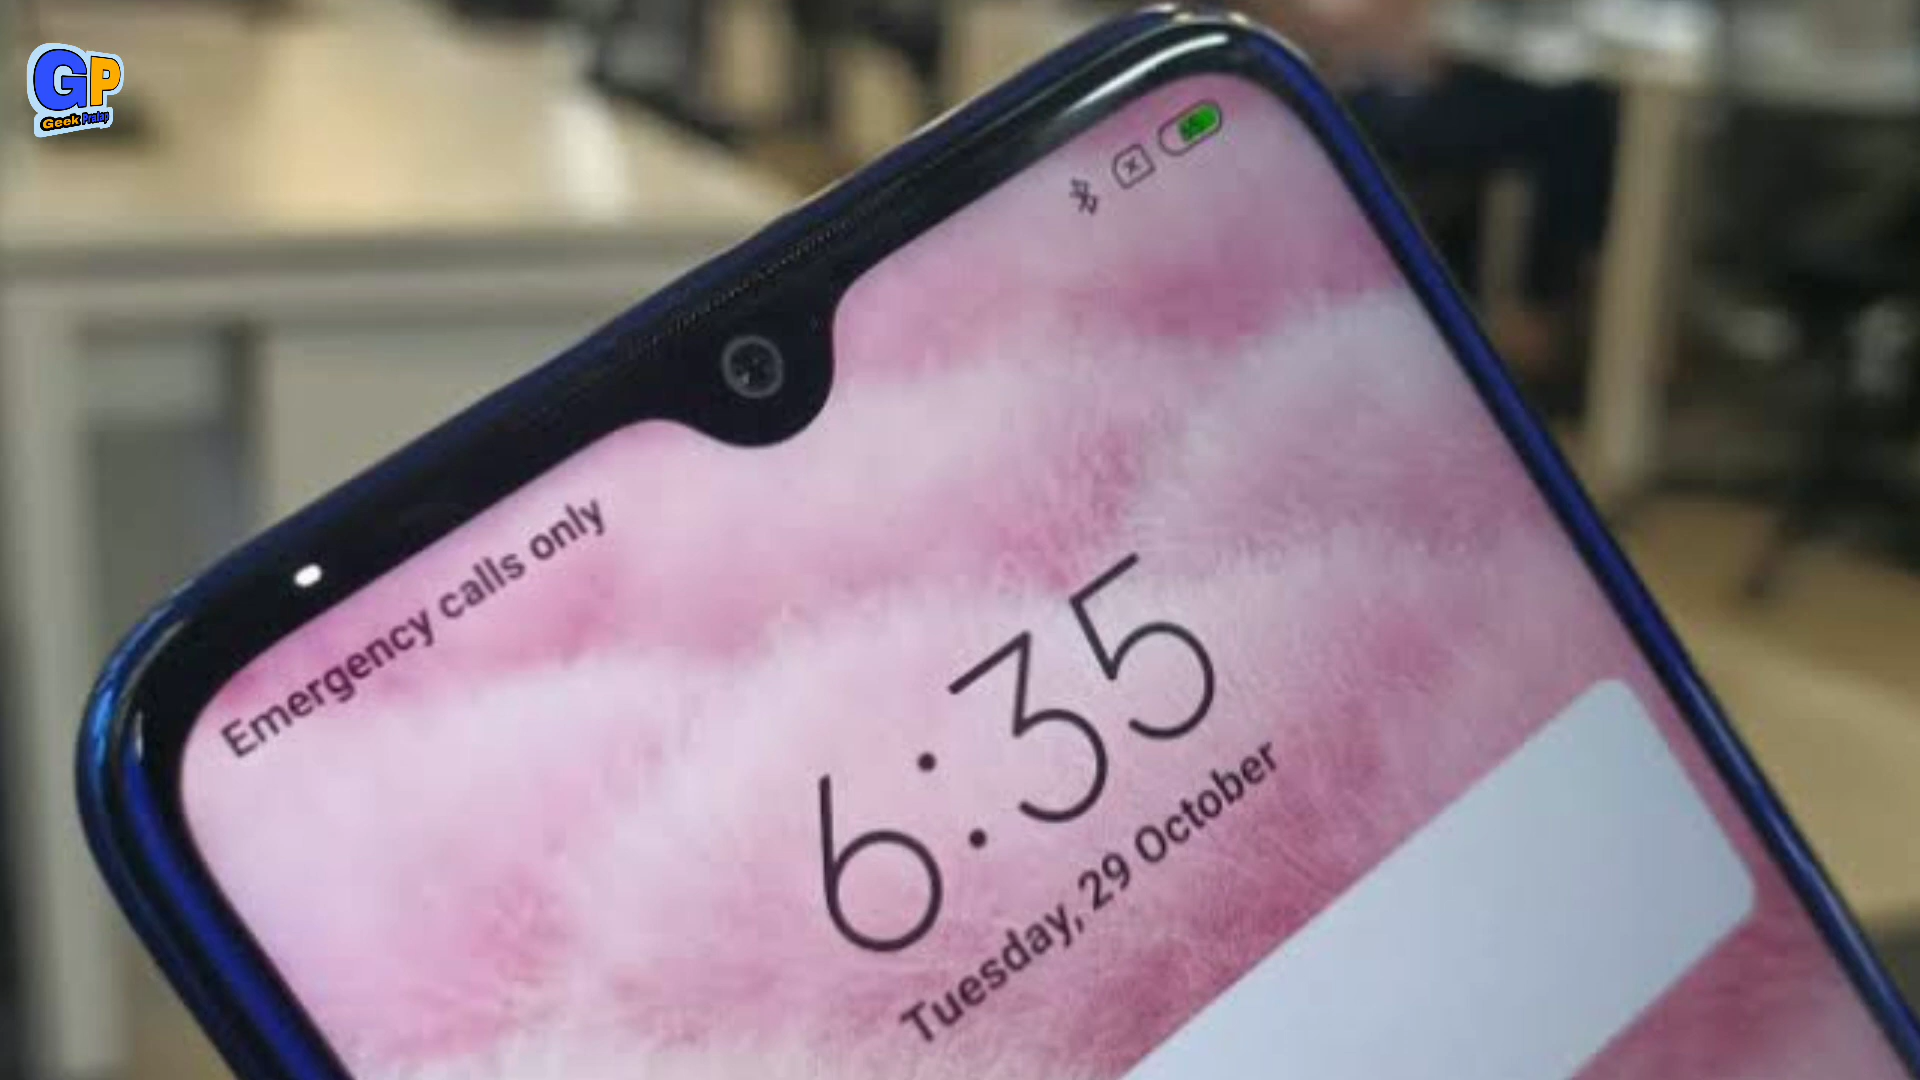 GP
Geek
Emergency calls only
6:35
Tuesday, 29 October